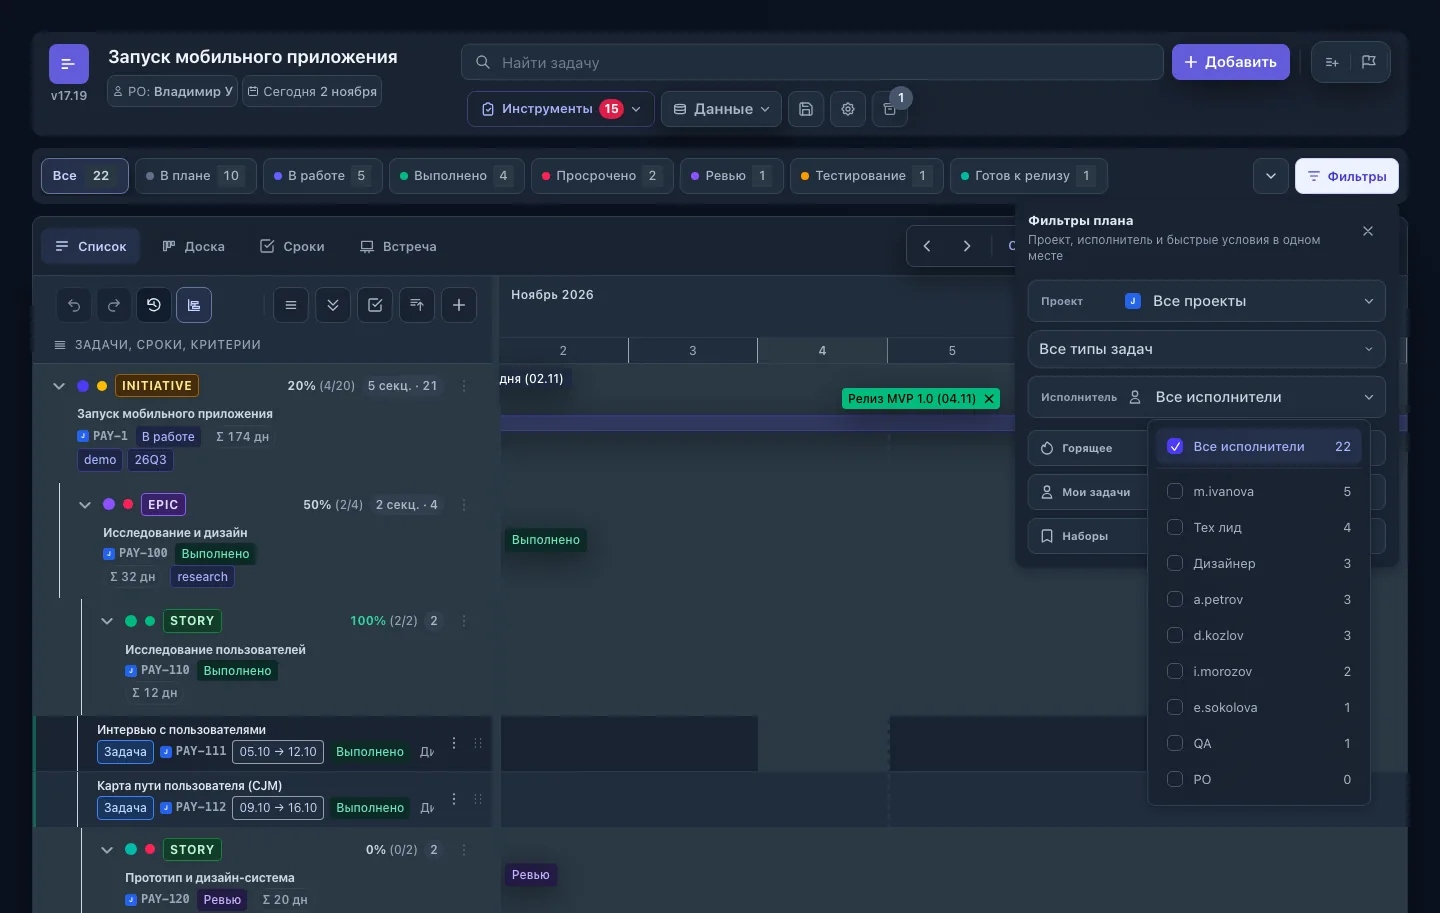 Запуск мобильного приложения
v17.19
PO: Владимир У
Сегодня 2 ноября
Найти задачу
Добавить
Инструменты 15
Данные
1
Все 22
В плане 10
В работе 5
Выполнено 4
Просрочено 2
Ревью 1
Тестирование 1
Готов к релизу 1
Фильтры
Список
Доска
Сроки
Встреча
Фильтры плана
Проект, исполнитель и быстрые условия в одном
месте
Проект J Все проекты
Все типы задач
Исполнитель Все исполнители
Горящее
Мои задачи
Наборы
Все исполнители 22
m.ivanova 5
Тех лид 4
Дизайнер 3
a.petrov 3
d.kozlov 3
i.morozov 2
e.sokolova 1
QA 1
PO 0
ЗАДАЧИ, СРОКИ, КРИТЕРИИ
Ноябрь 2026
2 3 4 5
дня (02.11)
Релиз MVP 1.0 (04.11) ✕
INITIATIVE 20% (4/20) 5 секц. · 21
Запуск мобильного приложения
J PAY-1 В работе Σ 174 дн
demo 26Q3
EPIC 50% (2/4) 2 секц. · 4
Исследование и дизайн
J PAY-100 Выполнено
Σ 32 дн research
Выполнено
STORY 100% (2/2) 2
Исследование пользователей
J PAY-110 Выполнено
Σ 12 дн
Интервью с пользователями
Задача J PAY-111 05.10 → 12.10 Выполнено
Карта пути пользователя (CJM)
Задача J PAY-112 09.10 → 16.10 Выполнено
STORY 0% (0/2) 2
Прототип и дизайн-система
J PAY-120 Ревью Σ 20 дн
Ревью